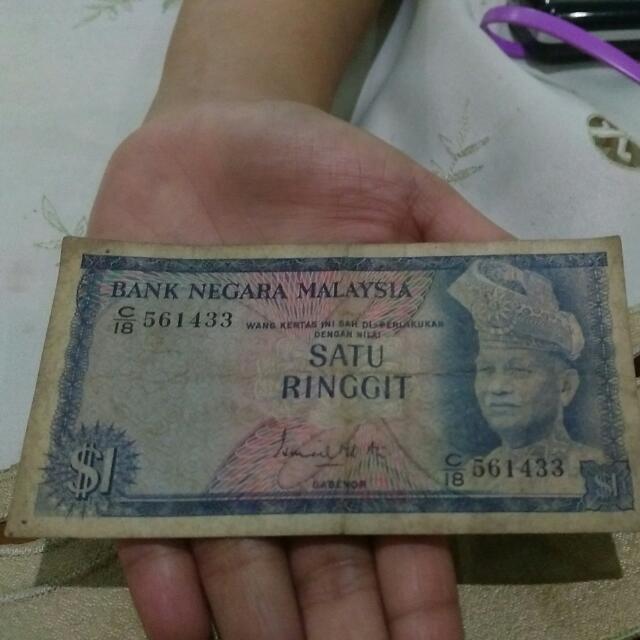 BANK NEGARA MALAYSIA
C/18 561433
WANG KERTAS INI SAH DI-PERLAKUKAN
DENGAN NILAI
SATU
RINGGIT
GABENOR
C/18 561433
$1
$1